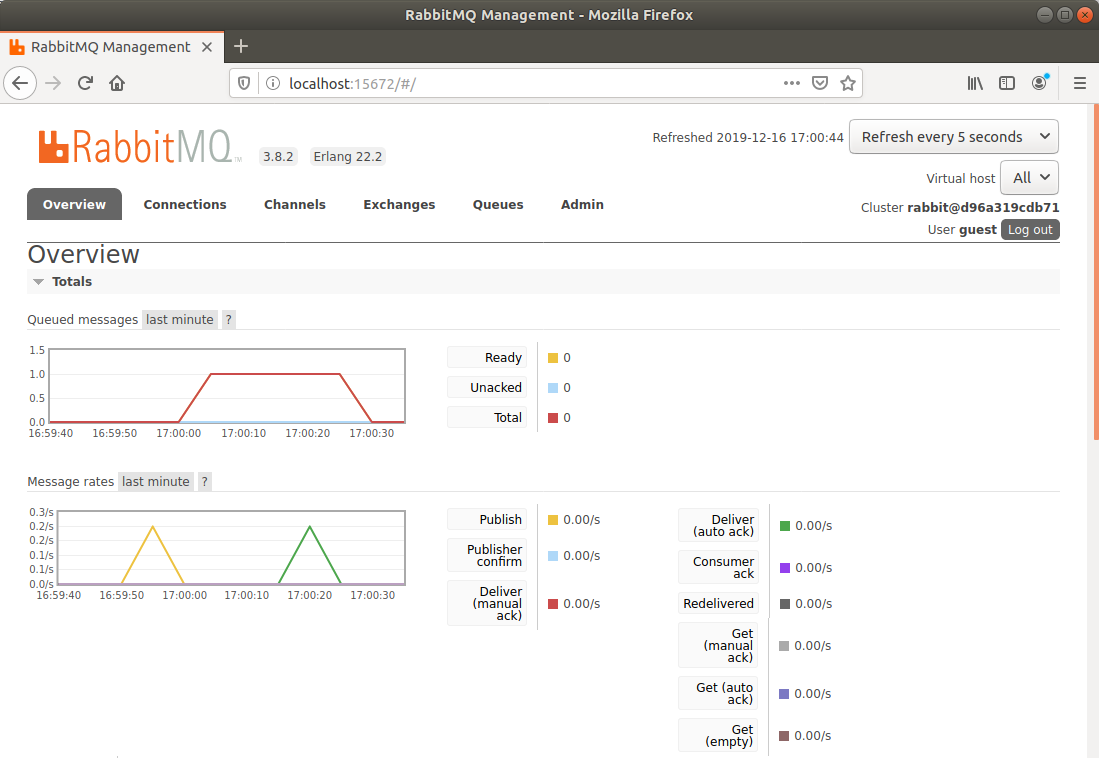 RabbitMQ Management - Mozilla Firefox
RabbitMQ Management
localhost:15672/#/
RabbitMQ TM 3.8.2 Erlang 22.2
Refreshed 2019-12-16 17:00:44 Refresh every 5 seconds
Virtual host All
Cluster rabbit@d96a319cdb71
User guest Log out
Overview Connections Channels Exchanges Queues Admin
Overview
Totals
Queued messages last minute ?
1.5
1.0
0.5
0.0
16:59:40 16:59:50 17:00:00 17:00:10 17:00:20 17:00:30
Ready 0
Unacked 0
Total 0
Message rates last minute ?
0.3/s
0.2/s
0.2/s
0.1/s
0.1/s
0.0/s
16:59:40 16:59:50 17:00:00 17:00:10 17:00:20 17:00:30
Publish 0.00/s
Publisher
confirm 0.00/s
Deliver
(manual
ack) 0.00/s
Deliver
(auto ack) 0.00/s
Consumer
ack 0.00/s
Redelivered 0.00/s
Get
(manual
ack) 0.00/s
Get (auto
ack) 0.00/s
Get
(empty) 0.00/s